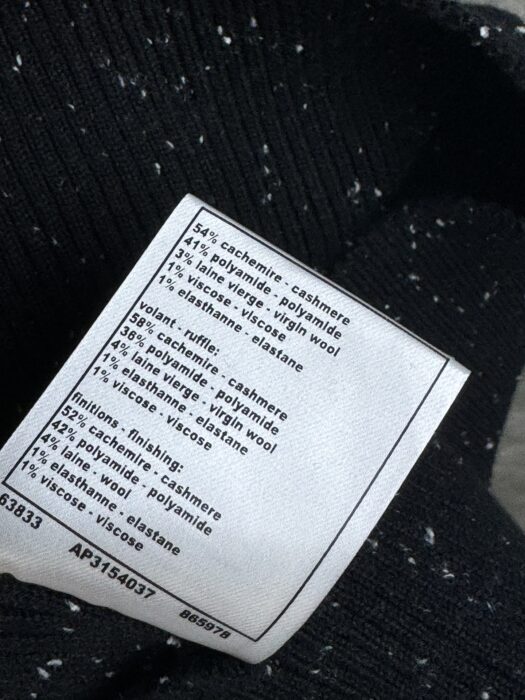 54% cachemire - cashmere
41% polyamide - polyamide
3% laine vierge - virgin wool
1% viscose - viscose
1% elasthanne - elastane
volant - ruffle:
58% cachemire - cashmere
36% polyamide - polyamide
4% laine vierge - virgin wool
1% elasthanne - elastane
1% viscose - viscose
finitions - finishing:
52% cachemire - cashmere
42% polyamide - polyamide
4% laine - wool
1% elasthanne - elastane
1% viscose - viscose
63833 AP3154037 865978